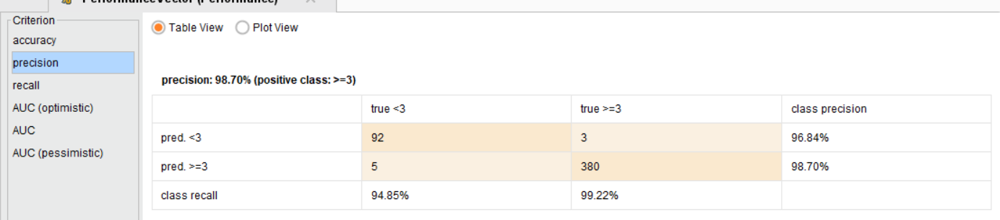 PerformanceVector (Performance)
Criterion
accuracy
precision
recall
AUC (optimistic)
AUC
AUC (pessimistic)
Table View Plot View
precision: 98.70% (positive class: >=3)
true <3 true >=3 class precision
pred. <3 92 3 96.84%
pred. >=3 5 380 98.70%
class recall 94.85% 99.22%